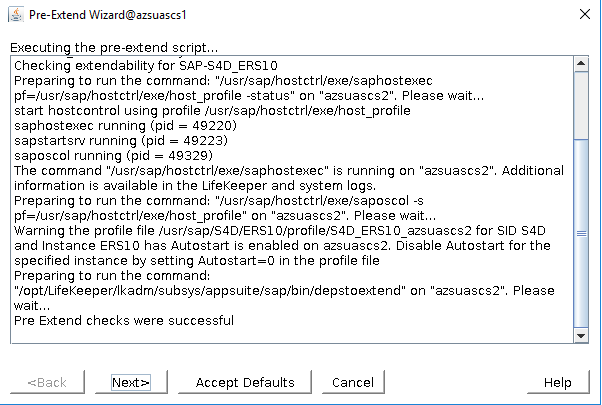 Pre-Extend Wizard@azsuascs1
Executing the pre-extend script...
Checking extendability for SAP-S4D_ERS10
Preparing to run the command: "/usr/sap/hostctrl/exe/saphostexec
pf=/usr/sap/hostctrl/exe/host_profile -status" on "azsuascs2". Please wait...
start hostcontrol using profile /usr/sap/hostctrl/exe/host_profile
saphostexec running (pid = 49220)
sapstartsrv running (pid = 49223)
saposcol running (pid = 49329)
The command "/usr/sap/hostctrl/exe/saphostexec" is running on "azsuascs2". Additional
information is available in the LifeKeeper and system logs.
Preparing to run the command: "/usr/sap/hostctrl/exe/saposcol -s
pf=/usr/sap/hostctrl/exe/host_profile" on "azsuascs2". Please wait...
Warning the profile file /usr/sap/S4D/ERS10/profile/S4D_ERS10_azsuascs2 for SID S4D
and Instance ERS10 has Autostart is enabled on azsuascs2. Disable Autostart for the
specified instance by setting Autostart=0 in the profile file
Preparing to run the command:
"/opt/LifeKeeper/lkadm/subsys/appsuite/sap/bin/depstoextend" on "azsuascs2". Please
wait...
Pre Extend checks were successful
<Back Next> Accept Defaults Cancel Help